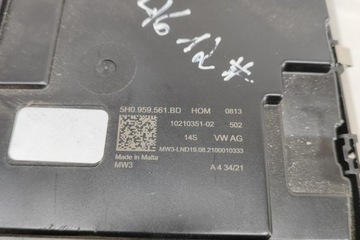 5H0.959.561.BD HOM 0813
10210351-02 502
14S VW AG
MW3-LND19.08.2100010333
Made in Malta
MW3 A 4 34/21